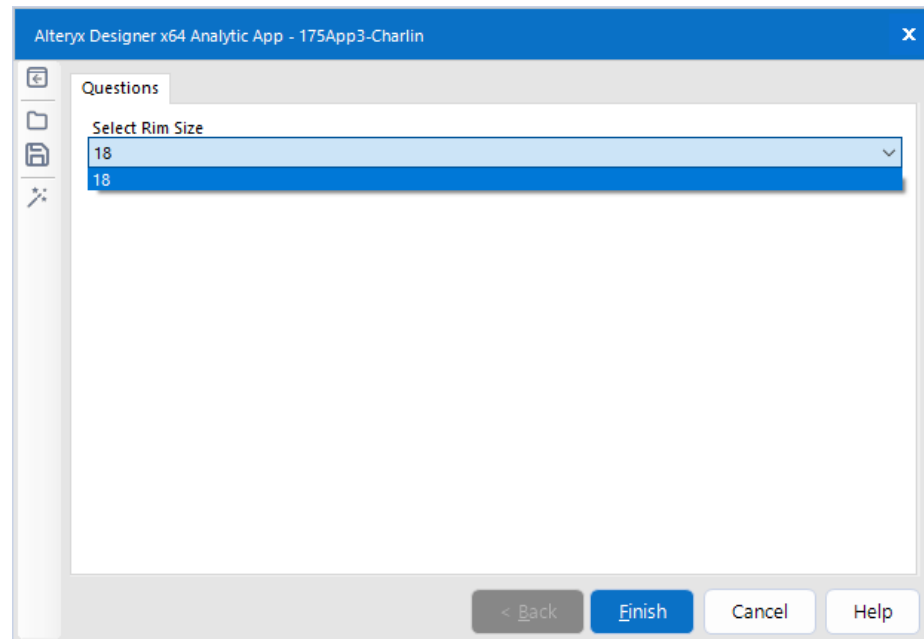 Alteryx Designer x64 Analytic App - 175App3-Charlin
x
Questions
Select Rim Size
18
18
< Back Finish Cancel Help